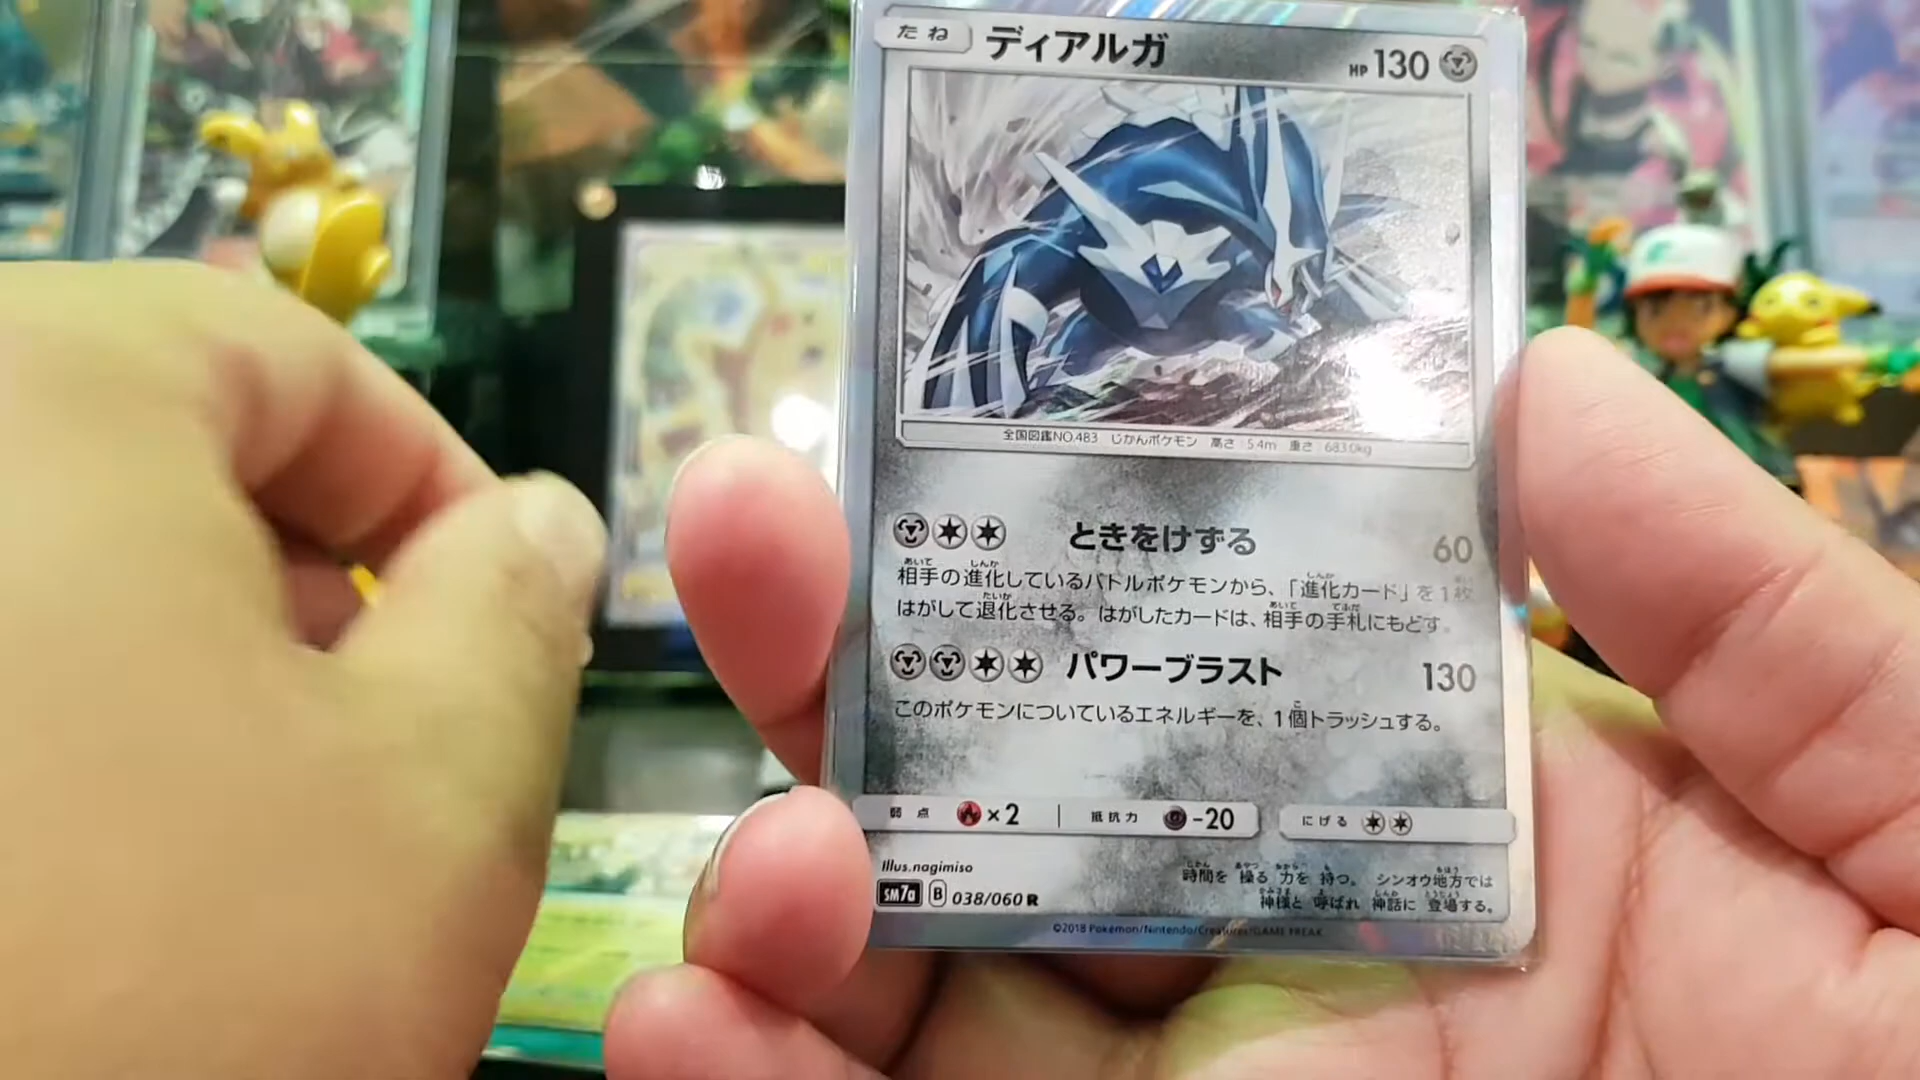 たね ディアルガ HP 130
全国図鑑NO.483 じかんポケモン 高さ 5.4m 重さ 683.0kg
ときをけずる 60
相手の進化しているバトルポケモンから、「進化カード」を1枚
はがして退化させる。はがしたカードは、相手の手札にもどす。
パワーブラスト 130
このポケモンについているエネルギーを、1個トラッシュする。
弱点 ×2 抵抗力 -20 にげる
Illus.nagimiso
時間を 操る 力を 持つ。 シンオウ地方では
神様と 呼ばれ 神話に 登場する。
SM7a B 038/060 R
©2018 Pokémon/Nintendo/Creatures/GAME FREAK